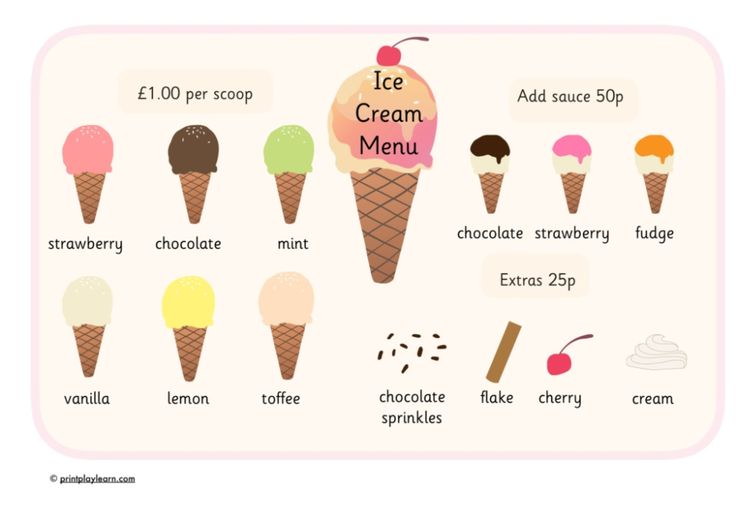 Ice
Cream
Menu
£1.00 per scoop
strawberry
chocolate
mint
vanilla
lemon
toffee
Add sauce 50p
chocolate
strawberry
fudge
Extras 25p
chocolate
sprinkles
flake
cherry
cream
© printplaylearn.com